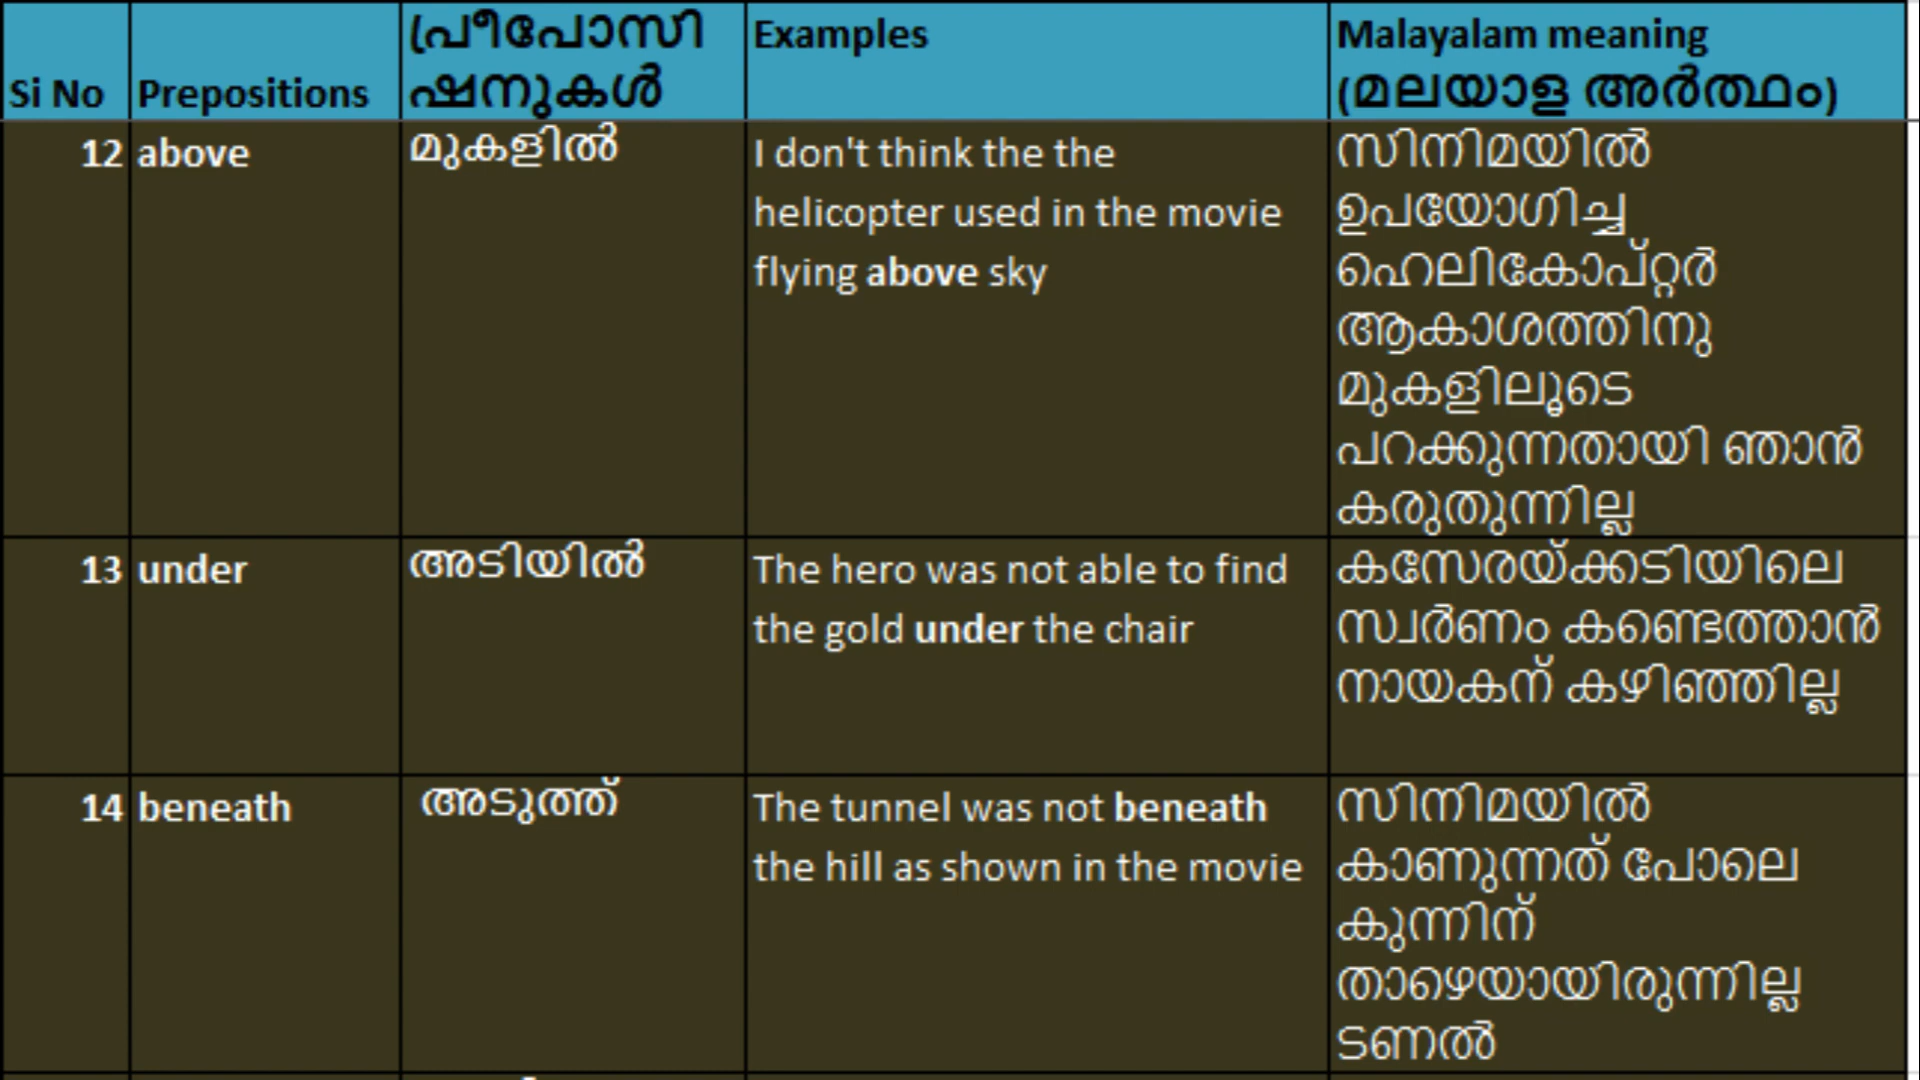 Si No
Prepositions
പ്രീപോസി
ഷനുകൾ
Examples
Malayalam meaning
(മലയാള അർത്ഥം)
12
above
മുകളിൽ
I don't think the the
helicopter used in the movie
flying above sky
സിനിമയിൽ
ഉപയോഗിച്ച
ഹെലികോപ്റ്റർ
ആകാശത്തിനു
മുകളിലൂടെ
പറക്കുന്നതായി ഞാൻ
കരുതുന്നില്ല
13
under
അടിയിൽ
The hero was not able to find
the gold under the chair
കസേരയ്ക്കടിയിലെ
സ്വർണം കണ്ടെത്താൻ
നായകന് കഴിഞ്ഞില്ല
14
beneath
അടുത്ത്
The tunnel was not beneath
the hill as shown in the movie
സിനിമയിൽ
കാണുന്നത് പോലെ
കുന്നിന്
താഴെയായിരുന്നില്ല
ടണൽ